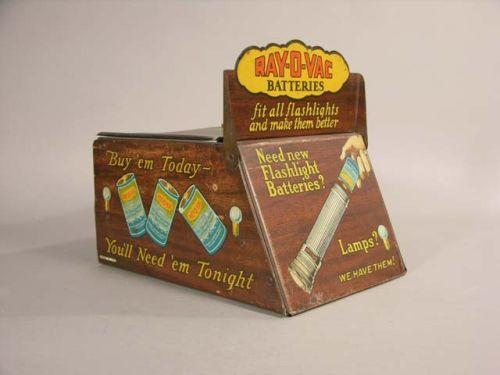 RAY-O-VAC
BATTERIES
fit all flashlights
and make them better
Buy 'em Today-
You'll Need 'em Tonight
Need new
Flashlight
Batteries?
Lamps?
WE HAVE THEM!